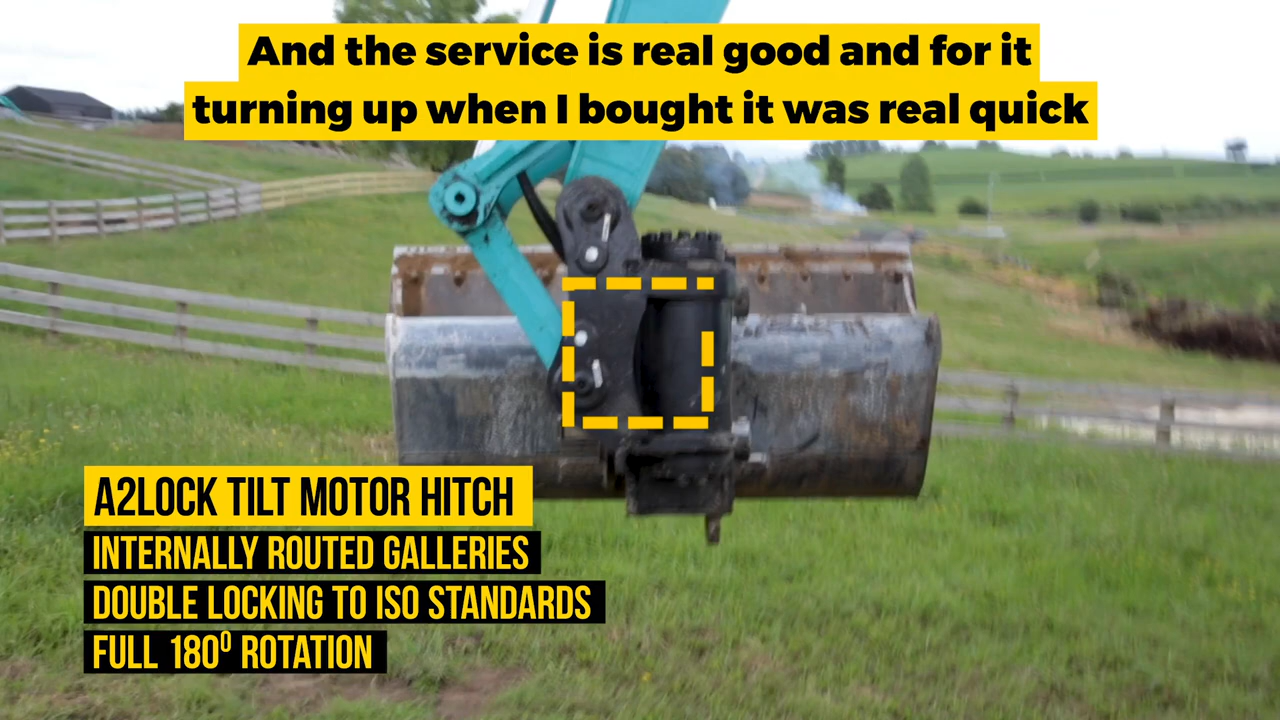 And the service is real good and for it
turning up when I bought it was real quick
A2LOCK TILT MOTOR HITCH
INTERNALLY ROUTED GALLERIES
DOUBLE LOCKING TO ISO STANDARDS
FULL 180⁰ ROTATION